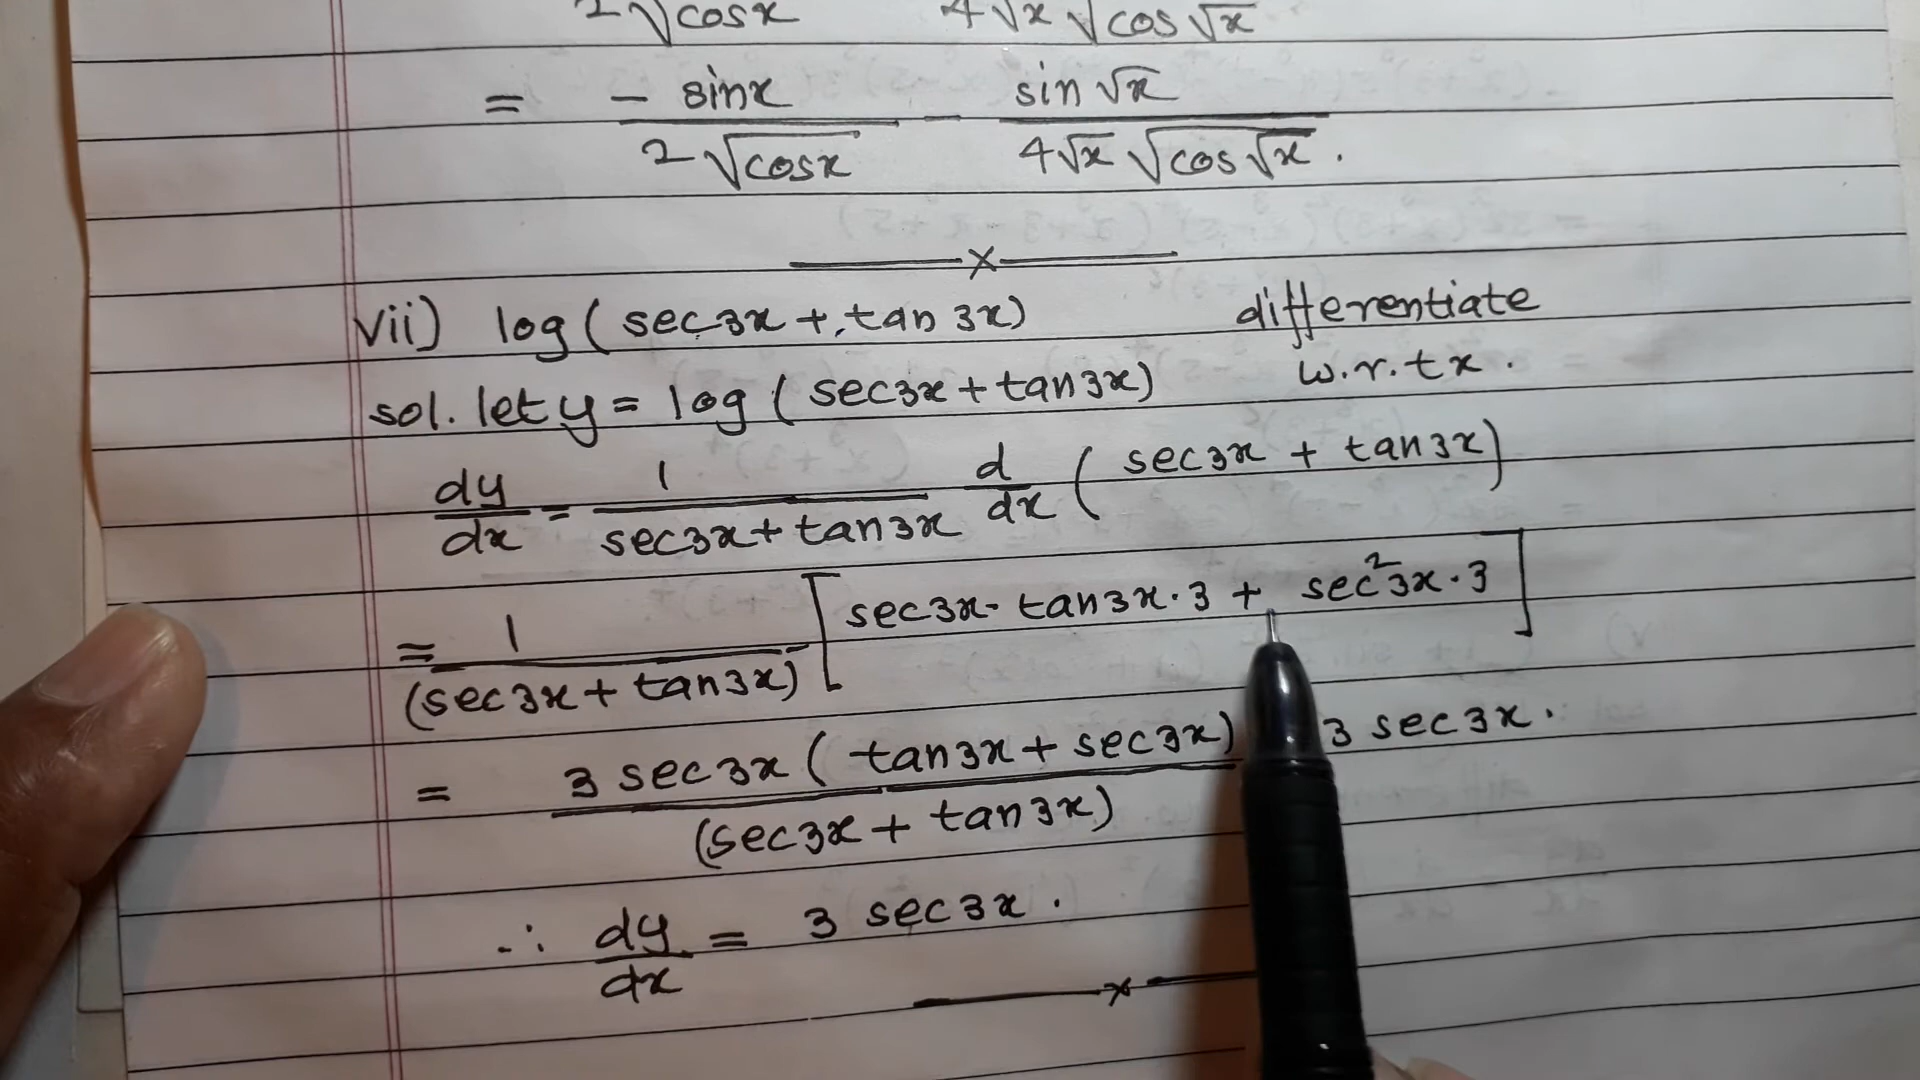 2√cosx 4√x √cos√x
= - sinx / 2√cosx - sin√x / 4√x √cos√x.
x
vii) log(sec3x + tan3x) differentiate
w.r.t x.
sol. let y = log(sec3x + tan3x)
dy/dx = 1/sec3x + tan3x d/dx (sec3x + tan3x)
= 1/(sec3x + tan3x) [sec3x · tan3x · 3 + sec²3x · 3]
= 3 sec3x (tan3x + sec3x) / (sec3x + tan3x) 3 sec3x.
∴ dy/dx = 3 sec3x.
x